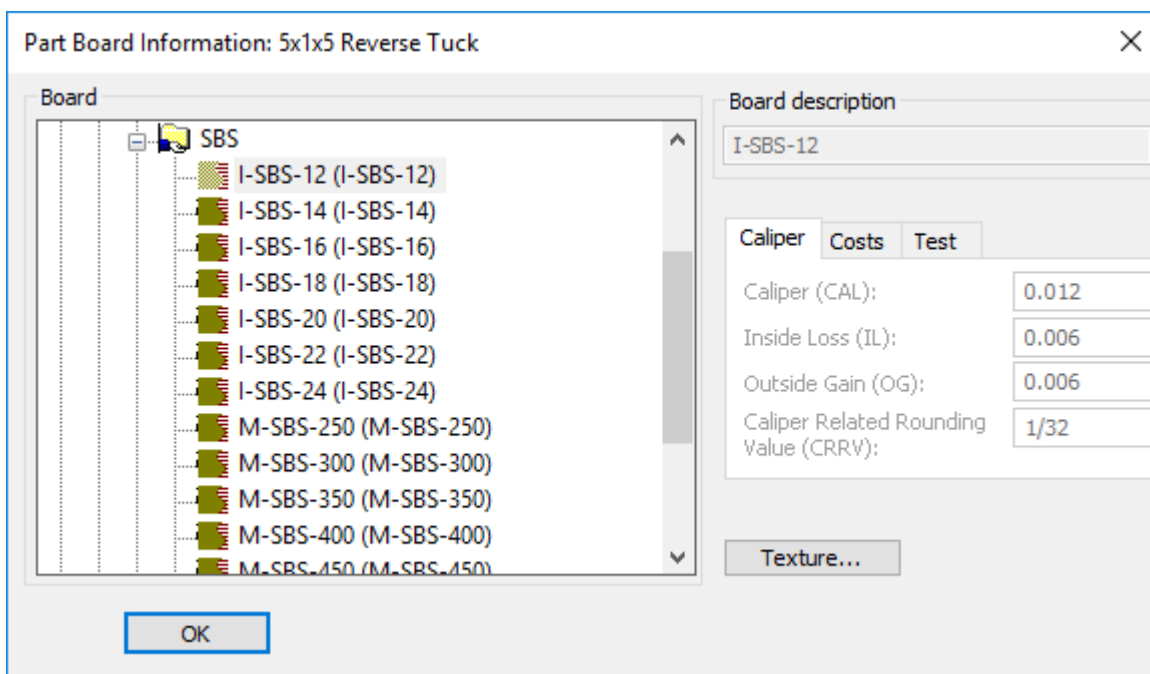 Part Board Information: 5x1x5 Reverse Tuck
Board
SBS
I-SBS-12 (I-SBS-12)
I-SBS-14 (I-SBS-14)
I-SBS-16 (I-SBS-16)
I-SBS-18 (I-SBS-18)
I-SBS-20 (I-SBS-20)
I-SBS-22 (I-SBS-22)
I-SBS-24 (I-SBS-24)
M-SBS-250 (M-SBS-250)
M-SBS-300 (M-SBS-300)
M-SBS-350 (M-SBS-350)
M-SBS-400 (M-SBS-400)
M-SBS-450 (M-SBS-450)
OK
Board description
I-SBS-12
Caliper Costs Test
Caliper (CAL): 0.012
Inside Loss (IL): 0.006
Outside Gain (OG): 0.006
Caliper Related Rounding
Value (CRRV): 1/32
Texture...